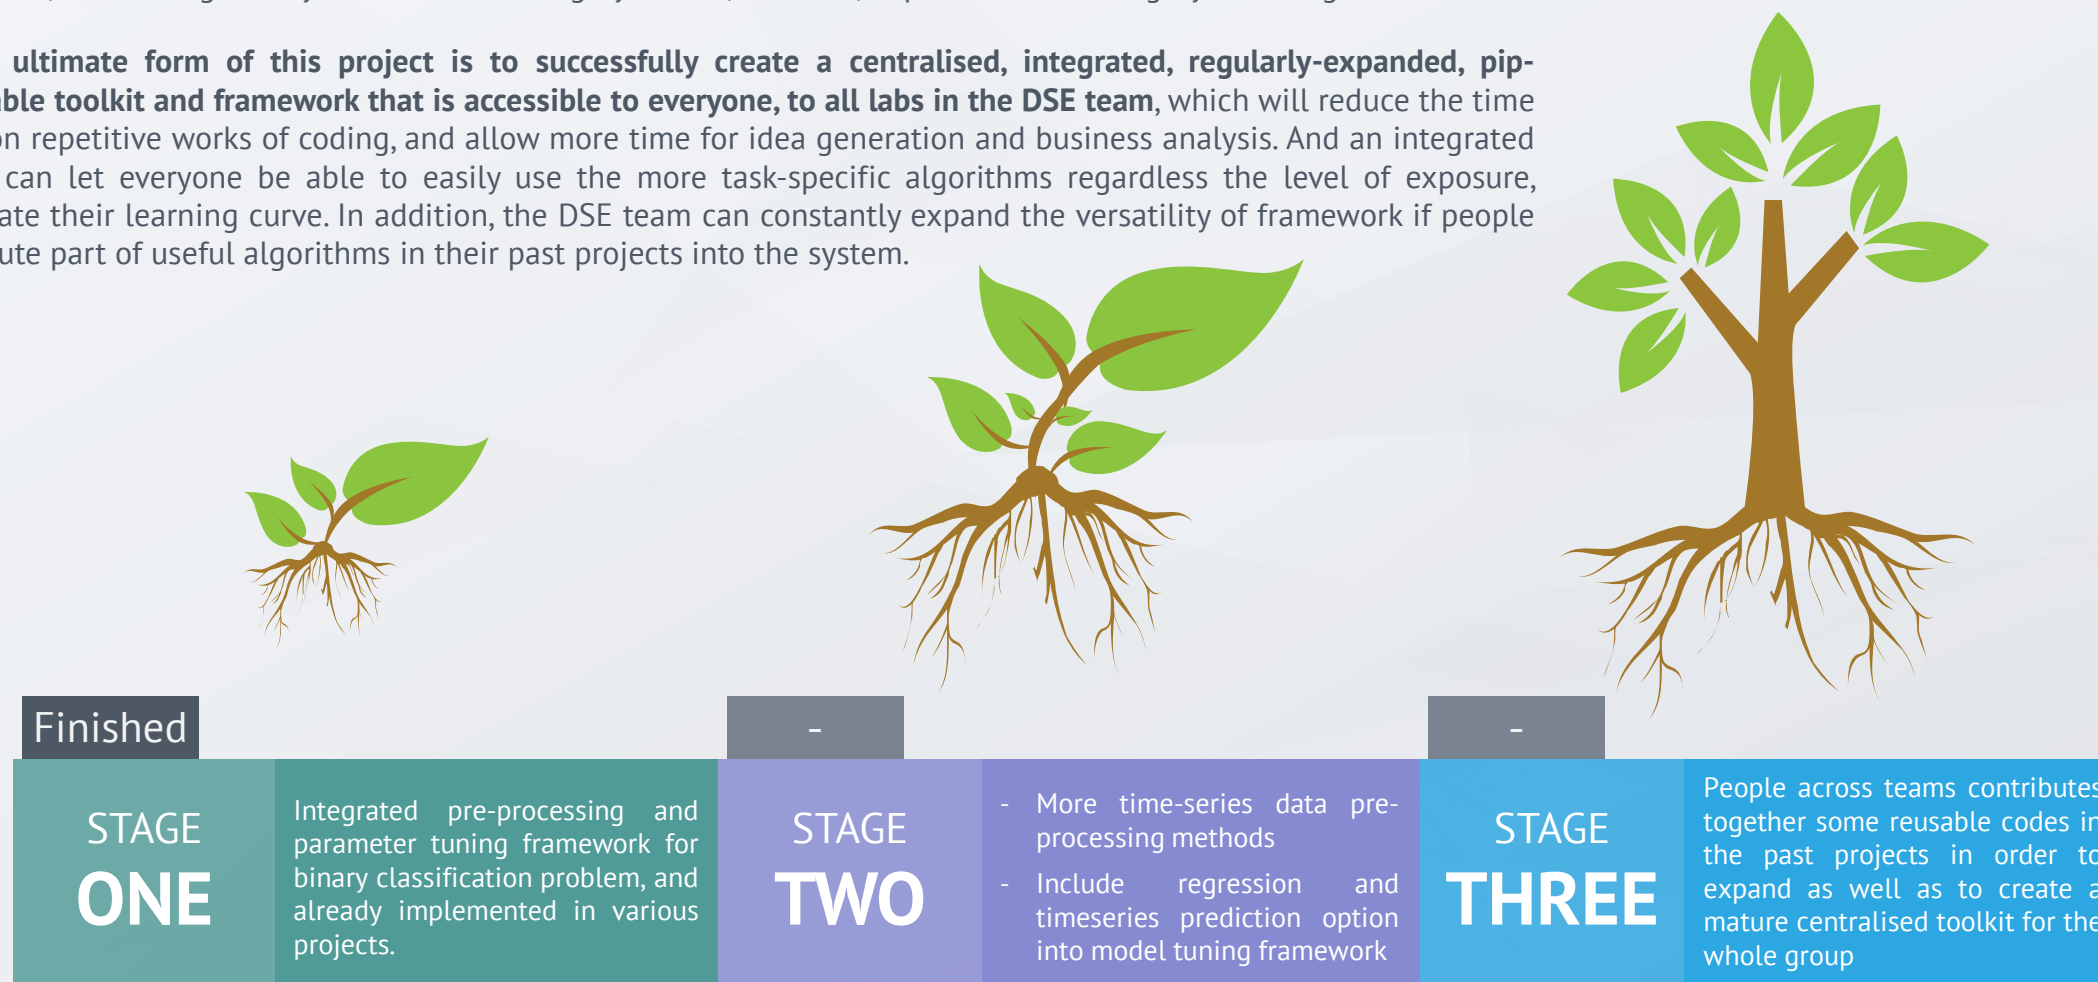 ultimate form of this project is to successfully create a centralised, integrated, regularly-expanded, pip-
able toolkit and framework that is accessible to everyone, to all labs in the DSE team, which will reduce the time
on repetitive works of coding, and allow more time for idea generation and business analysis. And an integrated
can let everyone be able to easily use the more task-specific algorithms regardless the level of exposure,
ate their learning curve. In addition, the DSE team can constantly expand the versatility of framework if people
ute part of useful algorithms in their past projects into the system.
Finished
STAGE
ONE
Integrated pre-processing and
parameter tuning framework for
binary classification problem, and
already implemented in various
projects.
-
STAGE
TWO
- More time-series data pre-
processing methods
- Include regression and
timeseries prediction option
into model tuning framework
-
STAGE
THREE
People across teams contributes
together some reusable codes in
the past projects in order to
expand as well as to create a
mature centralised toolkit for the
whole group